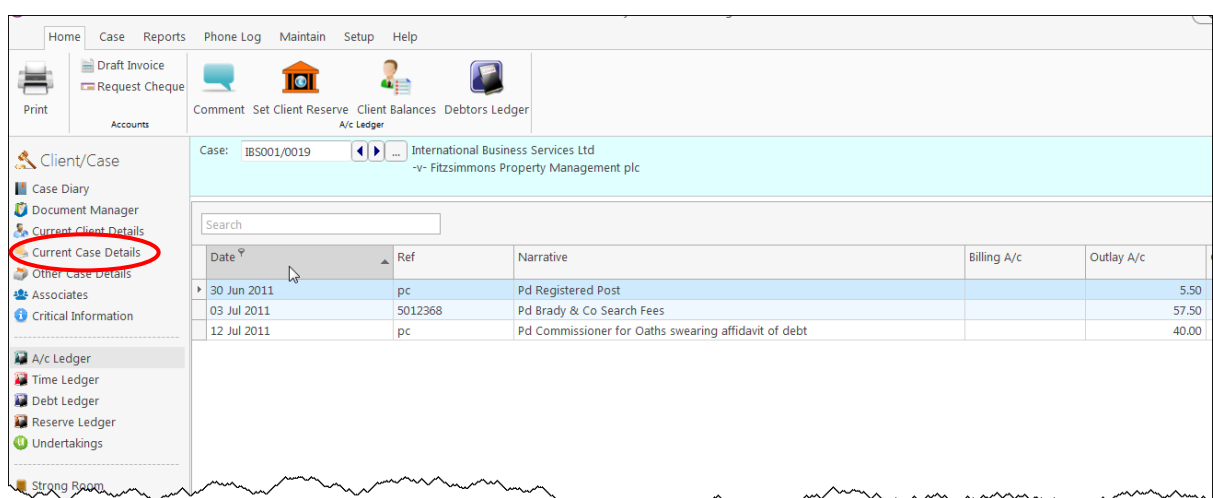 Home Case Reports Phone Log Maintain Setup Help
Draft Invoice
Request Cheque
Print
Accounts
Comment Set Client Reserve Client Balances Debtors Ledger
A/c Ledger
Client/Case
Case Diary
Document Manager
Current Client Details
Current Case Details
Other Case Details
Associates
Critical Information
A/c Ledger
Time Ledger
Debt Ledger
Reserve Ledger
Undertakings
Strong Room
Case: IBS001/0019 ... International Business Services Ltd
-v- Fitzsimmons Property Management plc
Search
Date Ref Narrative Billing A/c Outlay A/c
30 Jun 2011 pc Pd Registered Post 5.50
03 Jul 2011 5012368 Pd Brady & Co Search Fees 57.50
12 Jul 2011 pc Pd Commissioner for Oaths swearing affidavit of debt 40.00